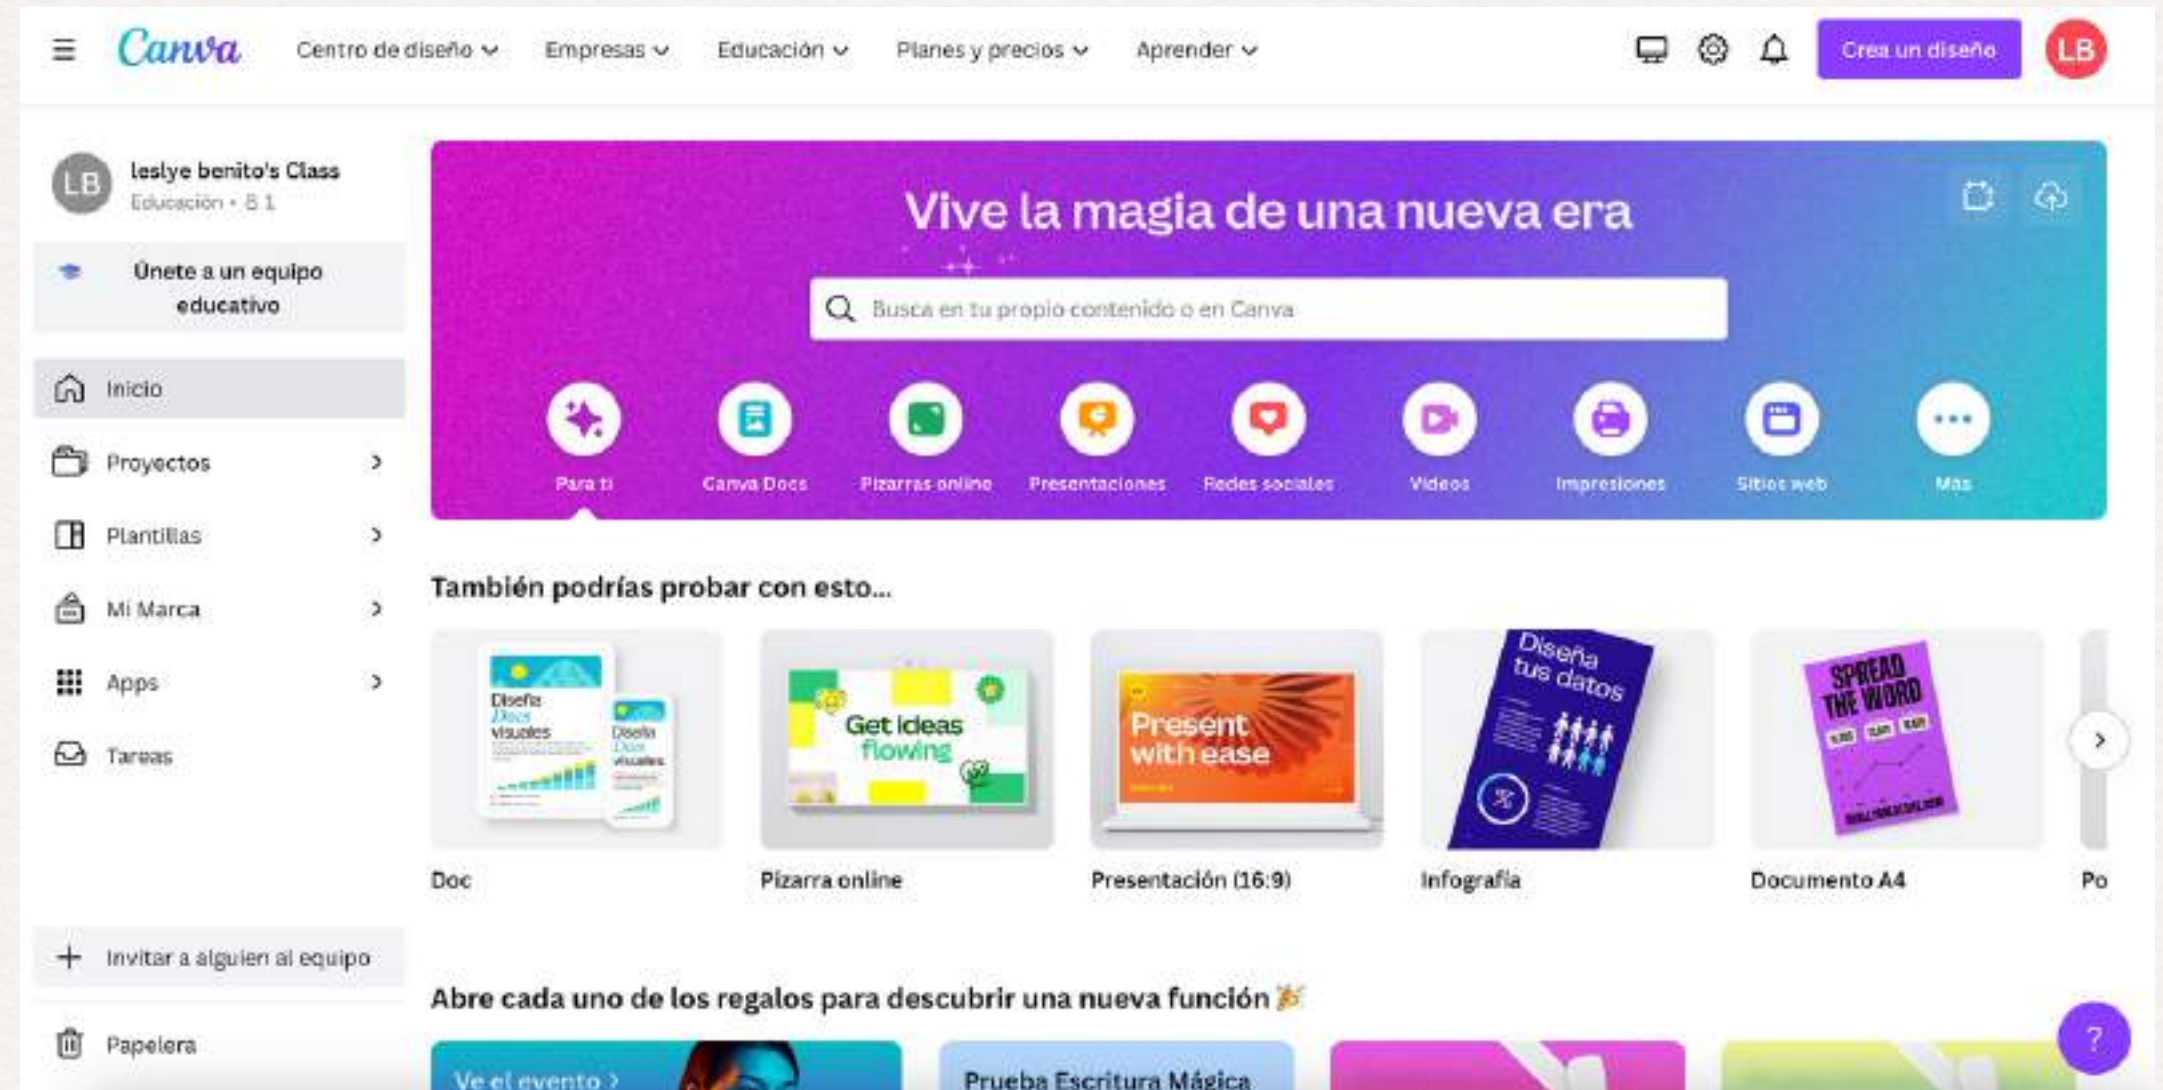 Canva Centro de diseño Empresas Educación Planes y precios Aprender Crea un diseño LB
LB leslye benito's Class
Educación • 8 1
Únete a un equipo
educativo
Inicio
Proyectos
Plantillas
Mi Marca
Apps
Tareas
Invitar a alguien al equipo
Papelera
Vive la magia de una nueva era
Busca en tu propio contenido o en Canva
Para ti Canva Docs Pizarras online Presentaciones Redes sociales Videos Impresiones Sitios web Más
También podrías probar con esto...
Diseña
Docs
visuales
Diseña
Docs
visuales
Get ideas
flowing
Present
with ease
Diseña
tus datos
%
SPREAD
THE WORD
Doc Pizarra online Presentación (16:9) Infografía Documento A4 Po
Abre cada uno de los regalos para descubrir una nueva función 🎉
Ve el evento >
Prueba Escritura Mágica
?